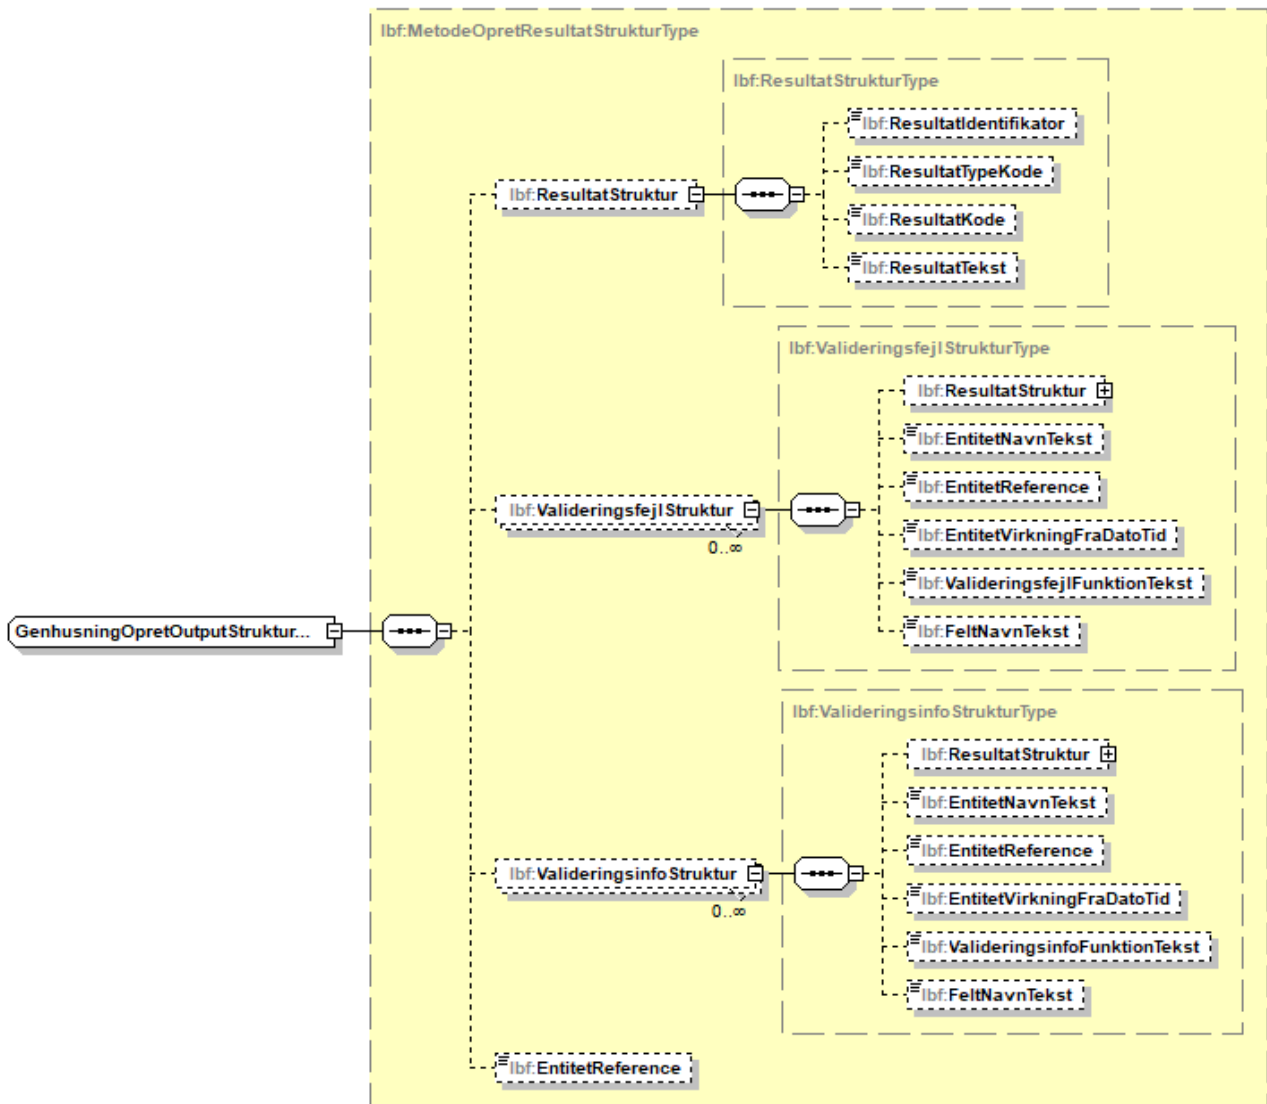 lbf:MetodeOpretResultatStrukturType
lbf:ResultatStrukturType
lbf:ResultatIdentifikator
lbf:ResultatTypeKode
lbf:ResultatStruktur
lbf:ResultatKode
lbf:ResultatTekst
lbf:ValideringsfejlStrukturType
lbf:ResultatStruktur
lbf:EntitetNavnTekst
lbf:EntitetReference
lbf:ValideringsfejlStruktur
0..∞
lbf:EntitetVirkningFraDatoTid
lbf:ValideringsfejlFunktionTekst
lbf:FeltNavnTekst
GenhusningOpretOutputStruktur...
lbf:ValideringsinfoStrukturType
lbf:ResultatStruktur
lbf:EntitetNavnTekst
lbf:EntitetReference
lbf:ValideringsinfoStruktur
0..∞
lbf:EntitetVirkningFraDatoTid
lbf:ValideringsinfoFunktionTekst
lbf:FeltNavnTekst
lbf:EntitetReference